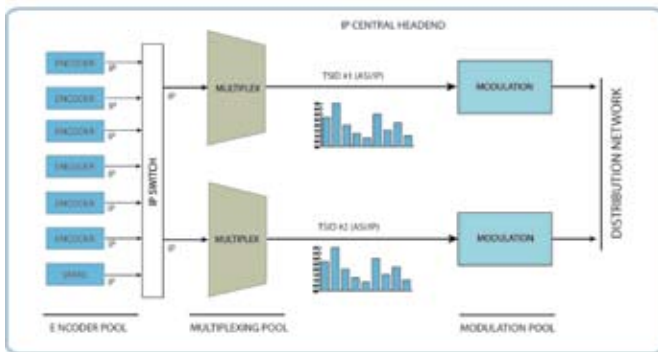 IP CENTRAL HEADEND
ENCODER
IP
ENCODER
IP
ENCODER
IP
ENCODER
IP
ENCODER
IP
ENCODER
IP
IP
IP SWITCH
IP
IP
MULTIPLEX
MULTIPLEX
TSID #1 (ASI/IP)
TSID #2 (ASI/IP)
MODULATION
MODULATION
DISTRIBUTION NETWORK
E NCODER POOL
MULTIPLEXING POOL
MODULATION POOL